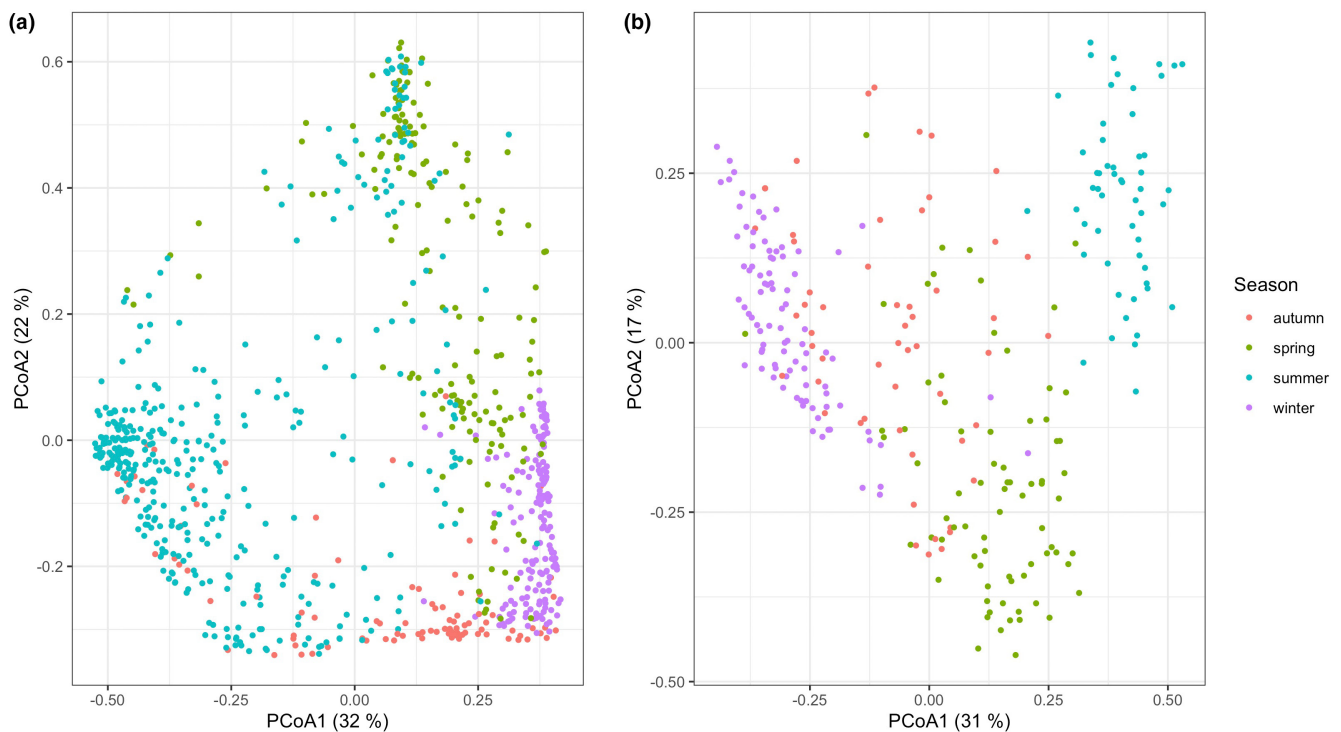 (a)
0.6
0.4
0.2
0.0
-0.2
PCoA2 (22 %)
-0.50
-0.25
0.00
0.25
PCoA1 (32 %)
(b)
0.25
0.00
-0.25
-0.50
PCoA2 (17 %)
-0.25
0.00
0.25
0.50
PCoA1 (31 %)
Season
autumn
spring
summer
winter